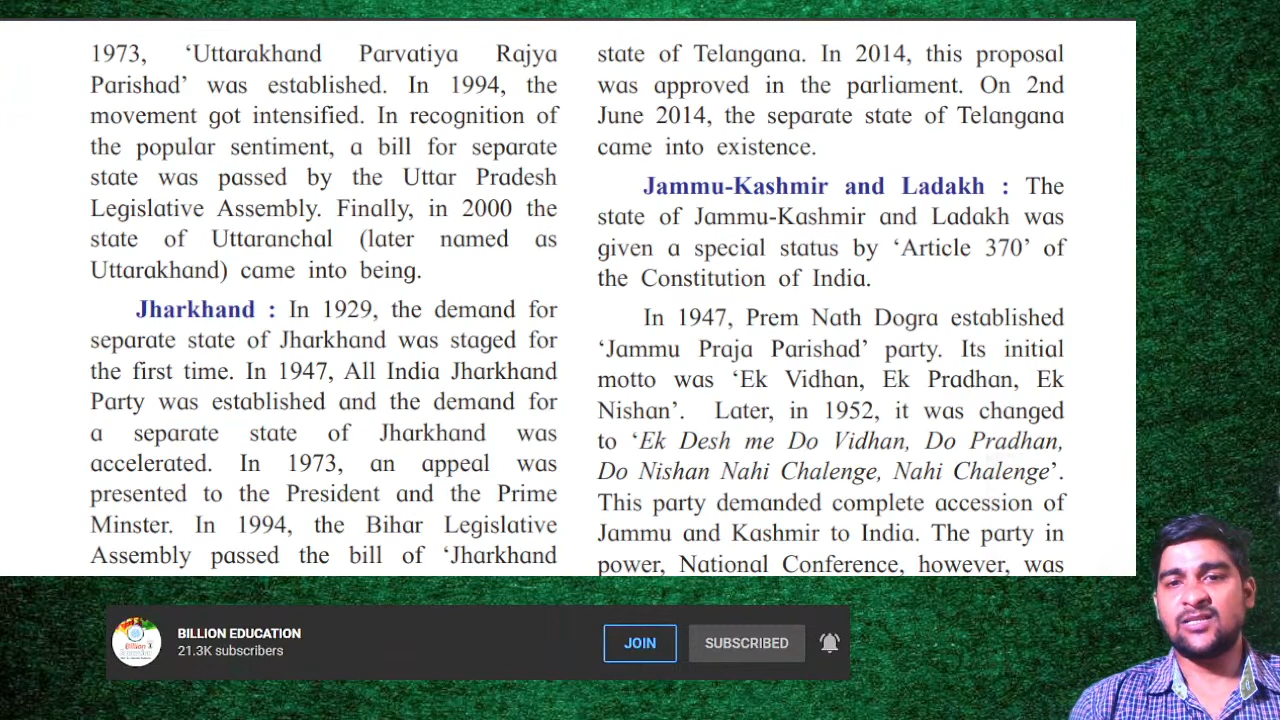 1973, ‘Uttarakhand Parvatiya Rajya
Parishad’ was established. In 1994, the
movement got intensified. In recognition of
the popular sentiment, a bill for separate
state was passed by the Uttar Pradesh
Legislative Assembly. Finally, in 2000 the
state of Uttaranchal (later named as
Uttarakhand) came into being.
Jharkhand : In 1929, the demand for
separate state of Jharkhand was staged for
the first time. In 1947, All India Jharkhand
Party was established and the demand for
a separate state of Jharkhand was
accelerated. In 1973, an appeal was
presented to the President and the Prime
Minster. In 1994, the Bihar Legislative
Assembly passed the bill of ‘Jharkhand
state of Telangana. In 2014, this proposal
was approved in the parliament. On 2nd
June 2014, the separate state of Telangana
came into existence.
Jammu-Kashmir and Ladakh : The
state of Jammu-Kashmir and Ladakh was
given a special status by ‘Article 370’ of
the Constitution of India.
In 1947, Prem Nath Dogra established
‘Jammu Praja Parishad’ party. Its initial
motto was ‘Ek Vidhan, Ek Pradhan, Ek
Nishan’. Later, in 1952, it was changed
to ‘Ek Desh me Do Vidhan, Do Pradhan,
Do Nishan Nahi Chalenge, Nahi Chalenge’.
This party demanded complete accession of
Jammu and Kashmir to India. The party in
power, National Conference, however, was
BILLION EDUCATION
21.3K subscribers
JOIN
SUBSCRIBED
Billion